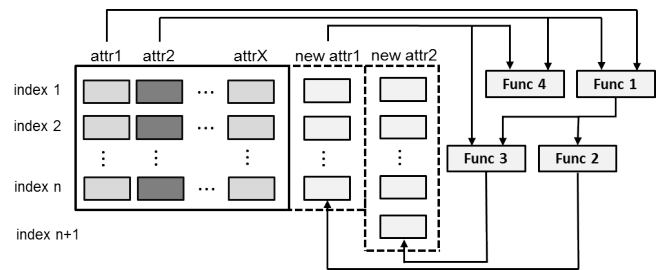 attr1 attr2 attrX new attr1 new attr2
index 1
Func 4 Func 1
index 2
⋮ ⋮ ⋮ ⋮ ⋮
Func 3 Func 2
index n
index n+1